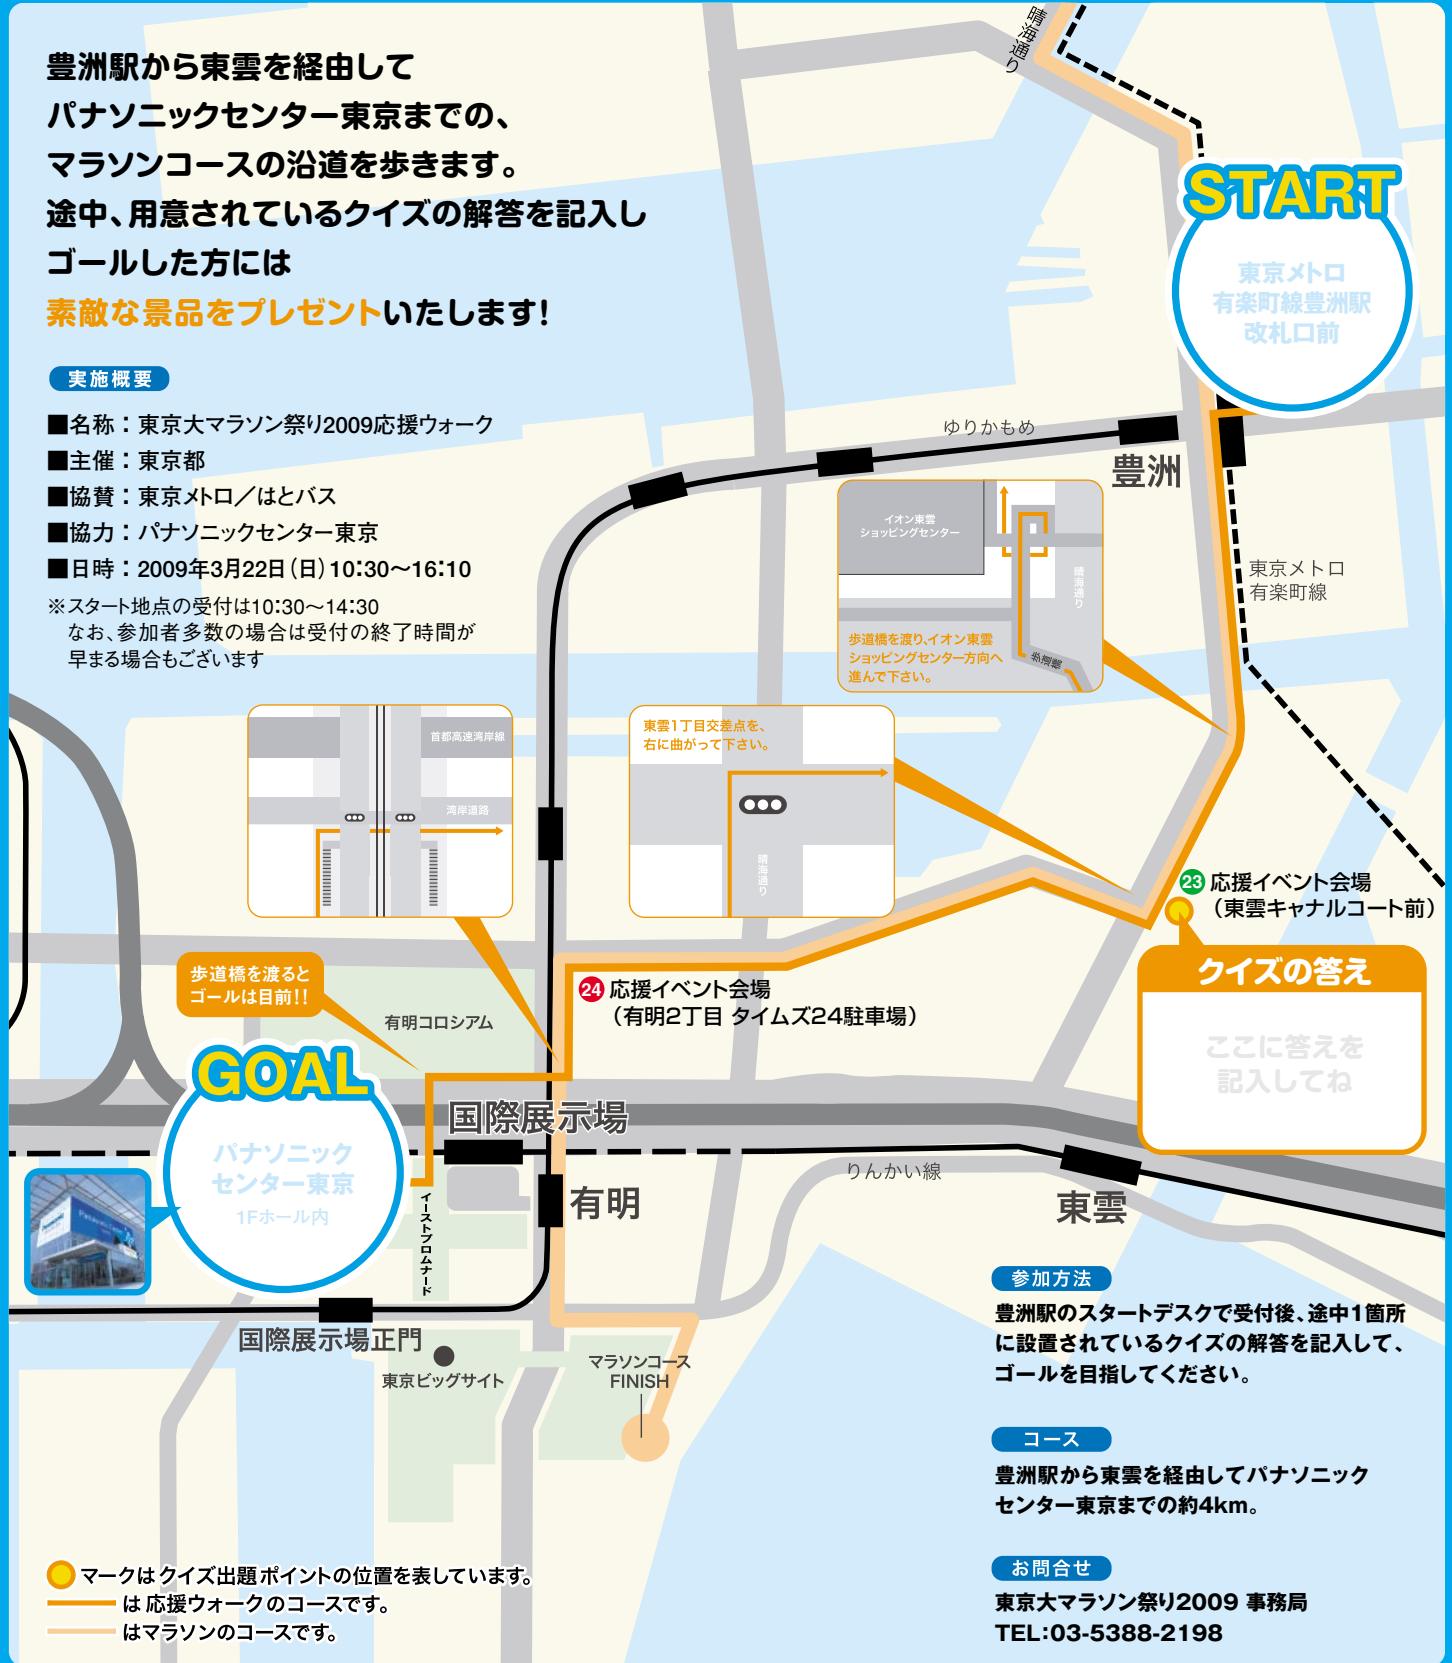 豊洲駅から東雲を経由して
パナソニックセンター東京までの、
マラソンコースの沿道を歩きます。
途中、用意されているクイズの解答を記入し
ゴールした方には
素敵な景品をプレゼントいたします!
実施概要
■名称：東京大マラソン祭り2009応援ウォーク
■主催：東京都
■協賛：東京メトロ／はとバス
■協力：パナソニックセンター東京
■日時：2009年3月22日（日）10:30～16:10
※スタート地点の受付は10:30～14:30
なお、参加者多数の場合は受付の終了時間が
早まる場合もございます
晴海通り
START
東京メトロ
有楽町線豊洲駅
改札口前
ゆりかもめ
豊洲
東京メトロ
有楽町線
イオン東雲
ショッピングセンター
晴海通り
歩道橋を渡り、イオン東雲
ショッピングセンター方向へ
進んで下さい。
歩道橋
首都高速湾岸線
湾岸道路
東雲1丁目交差点を、
右に曲がって下さい。
晴海通り
23 応援イベント会場
（東雲キャナルコート前）
クイズの答え
ここに答えを
記入してね
24 応援イベント会場
（有明2丁目 タイムズ24駐車場）
歩道橋を渡ると
ゴールは目前!!
有明コロシアム
GOAL
パナソニック
センター東京
1Fホール内
国際展示場
イーストプロムナード
有明
りんかい線
東雲
国際展示場正門
東京ビッグサイト
マラソンコース
FINISH
参加方法
豊洲駅のスタートデスクで受付後、途中1箇所
に設置されているクイズの解答を記入して、
ゴールを目指してください。
コース
豊洲駅から東雲を経由してパナソニック
センター東京までの約4km。
お問合せ
東京大マラソン祭り2009 事務局
TEL:03-5388-2198
マークはクイズ出題ポイントの位置を表しています。
は応援ウォークのコースです。
はマラソンのコースです。